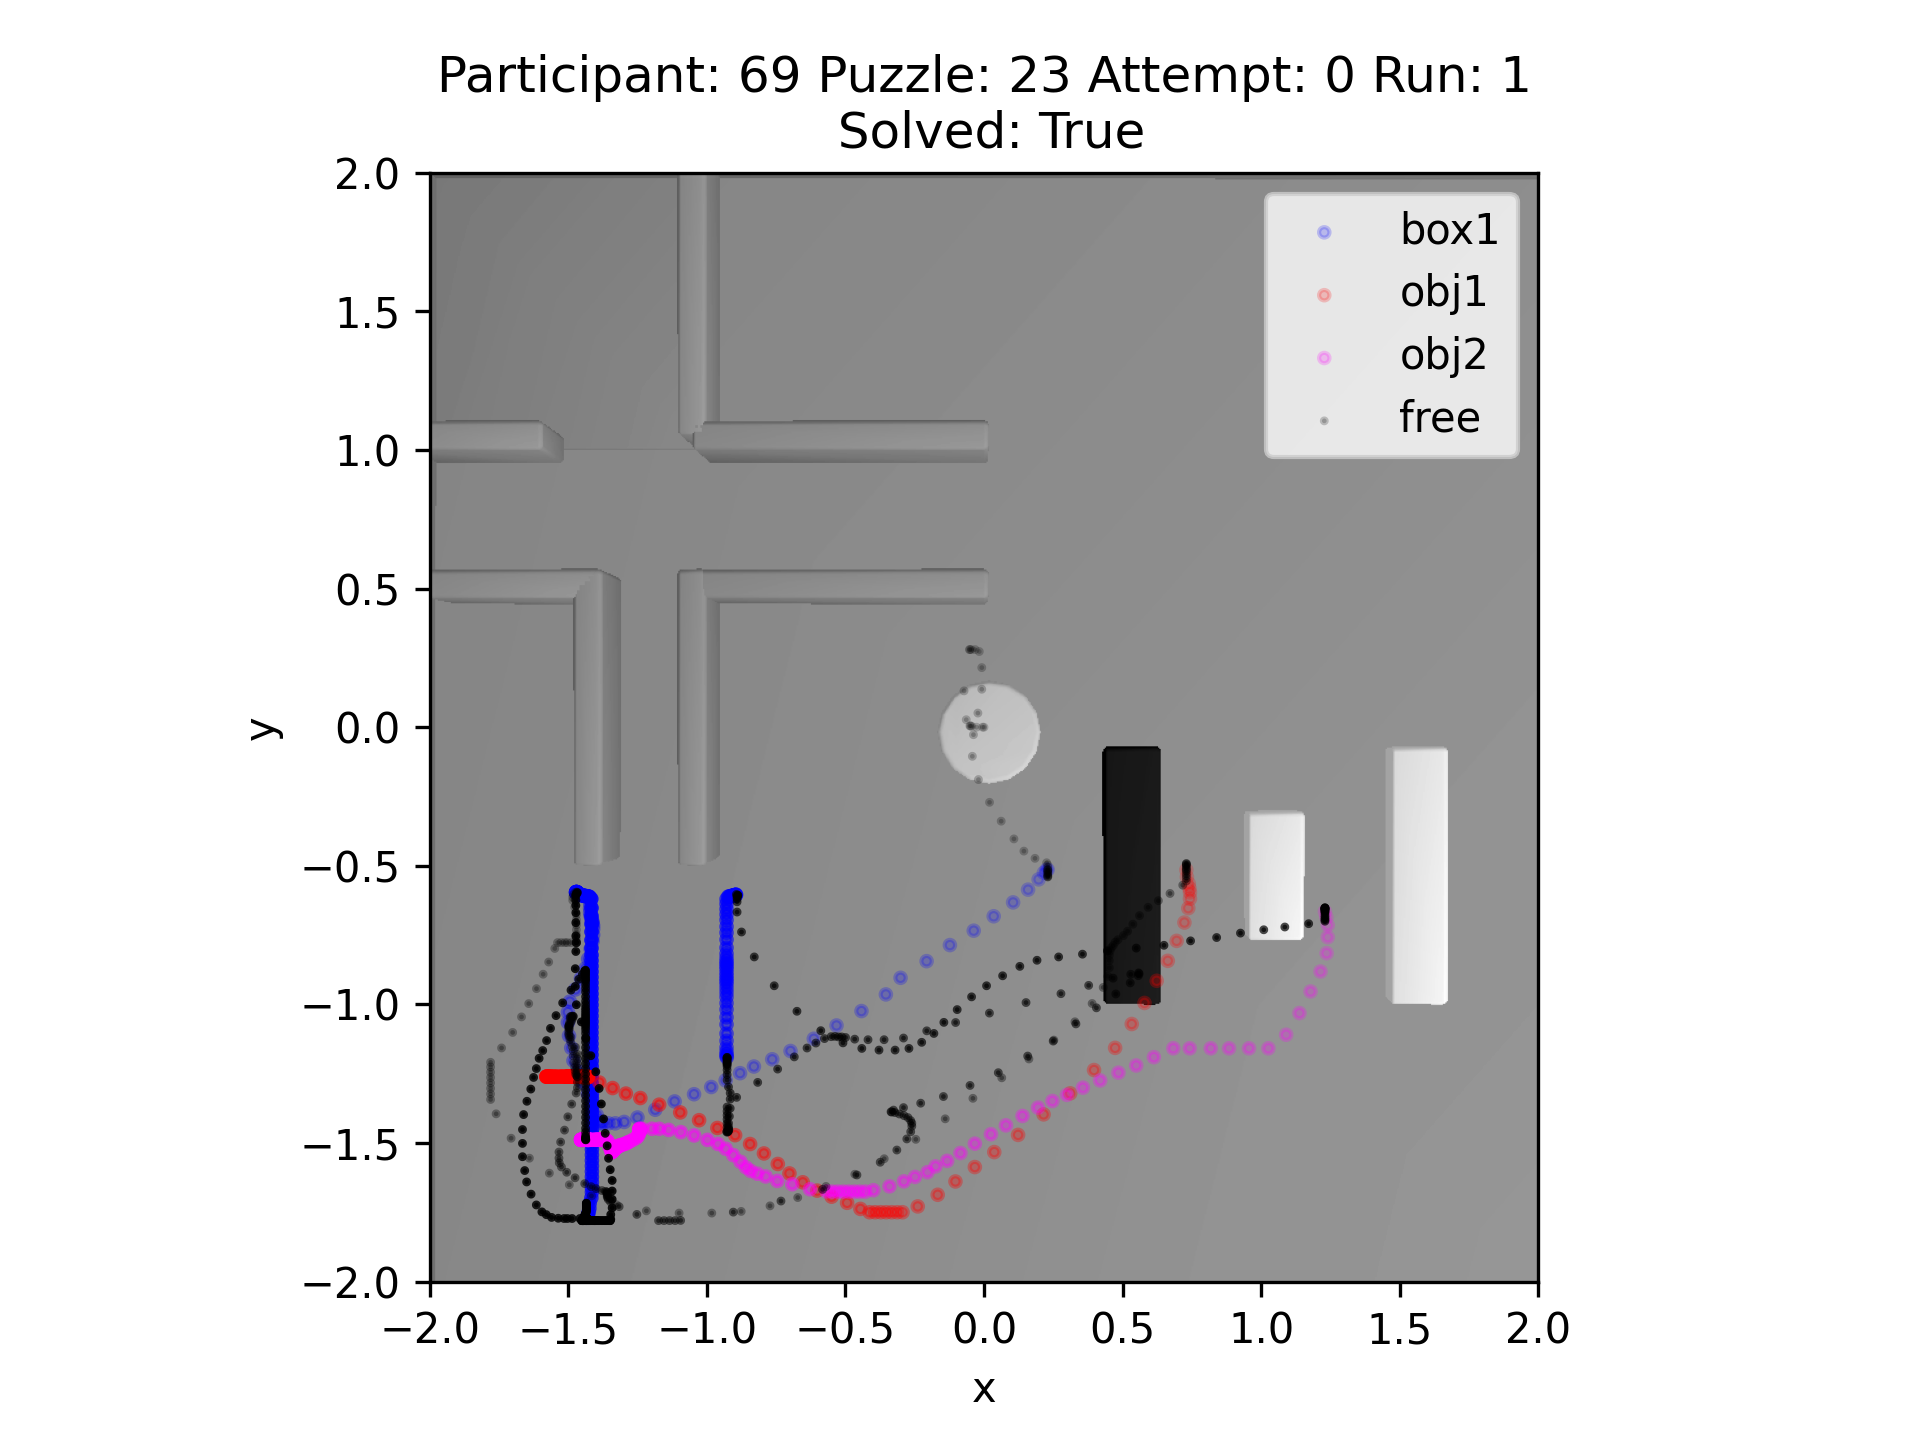 Participant: 69 Puzzle: 23 Attempt: 0 Run: 1
Solved: True
2.0
1.5
1.0
0.5
0.0
−0.5
−1.0
−1.5
−2.0
y
box1
obj1
obj2
free
−2.0 −1.5 −1.0 −0.5 0.0 0.5 1.0 1.5 2.0
x